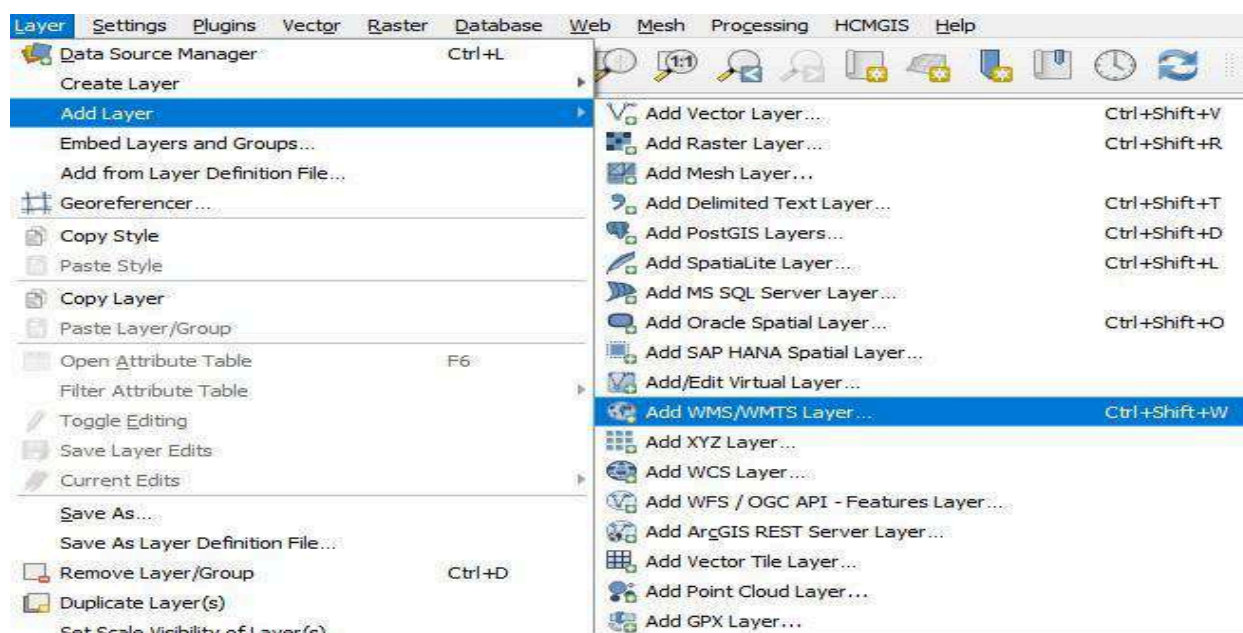 Layer Settings Plugins Vector Raster Database Web Mesh Processing HCMGIS Help
Data Source Manager Ctrl+L
Create Layer
Add Layer
Embed Layers and Groups...
Add from Layer Definition File...
Georeferencer...
Copy Style
Paste Style
Copy Layer
Paste Layer/Group
Open Attribute Table F6
Filter Attribute Table
Toggle Editing
Save Layer Edits
Current Edits
Save As...
Save As Layer Definition File...
Remove Layer/Group Ctrl+D
Duplicate Layer(s)
Set Scale Visibility of Layer(s)
1:1
Add Vector Layer... Ctrl+Shift+V
Add Raster Layer... Ctrl+Shift+R
Add Mesh Layer...
Add Delimited Text Layer... Ctrl+Shift+T
Add PostGIS Layers... Ctrl+Shift+D
Add SpatiaLite Layer... Ctrl+Shift+L
Add MS SQL Server Layer...
Add Oracle Spatial Layer... Ctrl+Shift+O
Add SAP HANA Spatial Layer...
Add/Edit Virtual Layer...
Add WMS/WMTS Layer... Ctrl+Shift+W
Add XYZ Layer...
Add WCS Layer...
Add WFS / OGC API - Features Layer...
Add ArcGIS REST Server Layer...
Add Vector Tile Layer...
Add Point Cloud Layer...
Add GPX Layer...